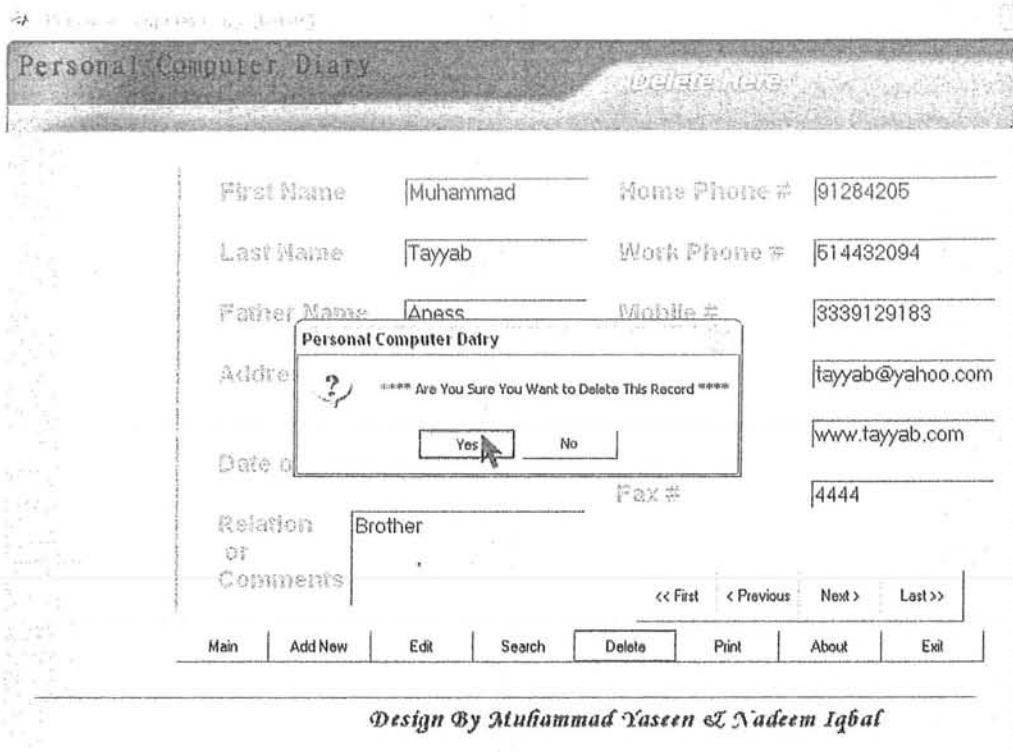 Personal Computer Diary
Delete Here
First Name Muhammad Home Phone # 91284205
Last Name Tayyab Work Phone # 514432094
Father Name Aness Mobile # 3339129183
Personal Computer Dairy
Addre tayyab@yahoo.com
**** Are You Sure You Want to Delete This Record ****
www.tayyab.com
Yes No
Date o
Fax # 4444
Relation Brother
or
Comments
<< First < Previous Next > Last >>
Main Add New Edit Search Delete Print About Exit
Design By Muhammad Yaseen & Nadeem Iqbal